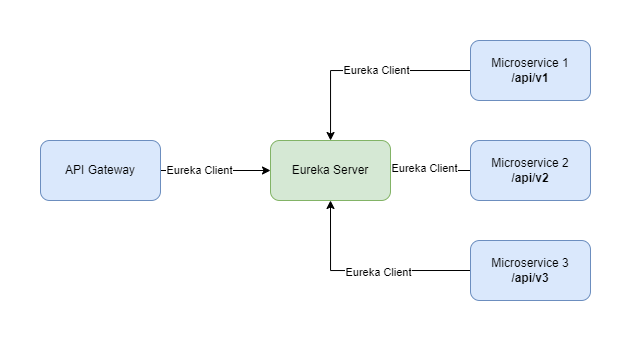 Microservice 1
/api/v1
Eureka Client
API Gateway
Eureka Client
Eureka Server
Eureka Client
Microservice 2
/api/v2
Eureka Client
Microservice 3
/api/v3